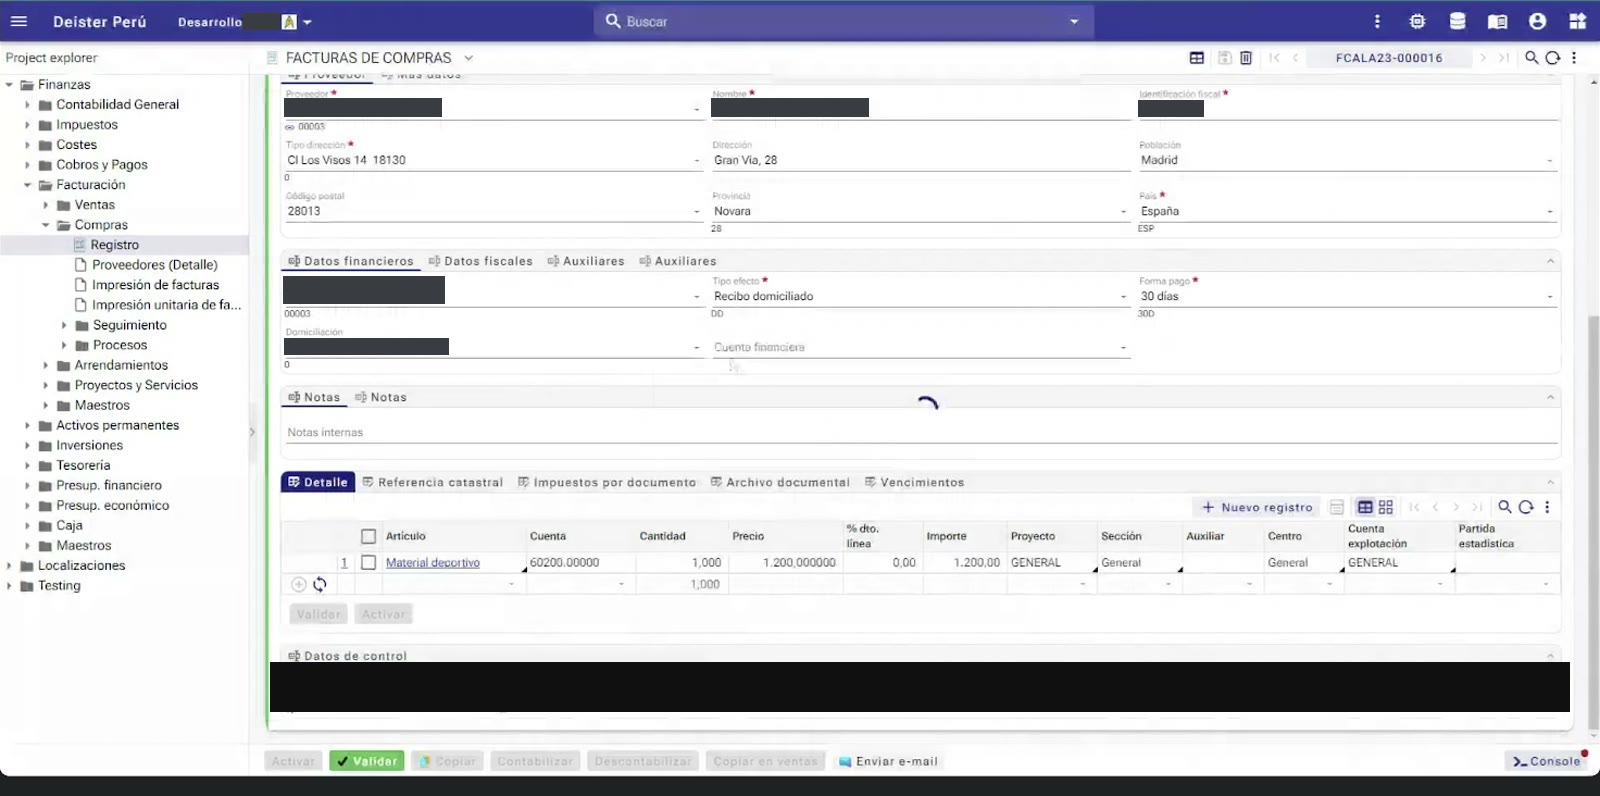 Deister Perú
Desarrollo
Buscar
Project explorer
FACTURAS DE COMPRAS
FCALA23-000016
Finanzas
Contabilidad General
Impuestos
Costes
Cobros y Pagos
Facturación
Ventas
Compras
Registro
Proveedores (Detalle)
Impresión de facturas
Impresión unitaria de fa...
Seguimiento
Procesos
Arrendamientos
Proyectos y Servicios
Maestros
Activos permanentes
Inversiones
Tesorería
Presup. financiero
Presup. económico
Caja
Maestros
Localizaciones
Testing
Proveedor Más datos
Proveedor * Nombre * Identificación fiscal *
00003
Tipo dirección * Dirección Población
Cl Los Visos 14 18130 Gran Via, 28 Madrid
0
Código postal Provincia País *
28013 Novara España
28 ESP
Datos financieros Datos fiscales Auxiliares Auxiliares
Tipo efecto * Forma pago *
Recibo domiciliado 30 días
00003 DD 30D
Domiciliación
Cuenta financiera
0
Notas Notas
Notas internas
Detalle Referencia catastral Impuestos por documento Archivo documental Vencimientos
+ Nuevo registro
Artículo Cuenta Cantidad Precio % dto. línea Importe Proyecto Sección Auxiliar Centro Cuenta explotación Partida estadística
1 Material deportivo 60200.00000 1,000 1.200,000000 0,00 1.200,00 GENERAL General General GENERAL
1,000
Validar Activar
Datos de control
Activar Validar Copiar Contabilizar Descontabilizar Copiar en ventas Enviar e-mail Console